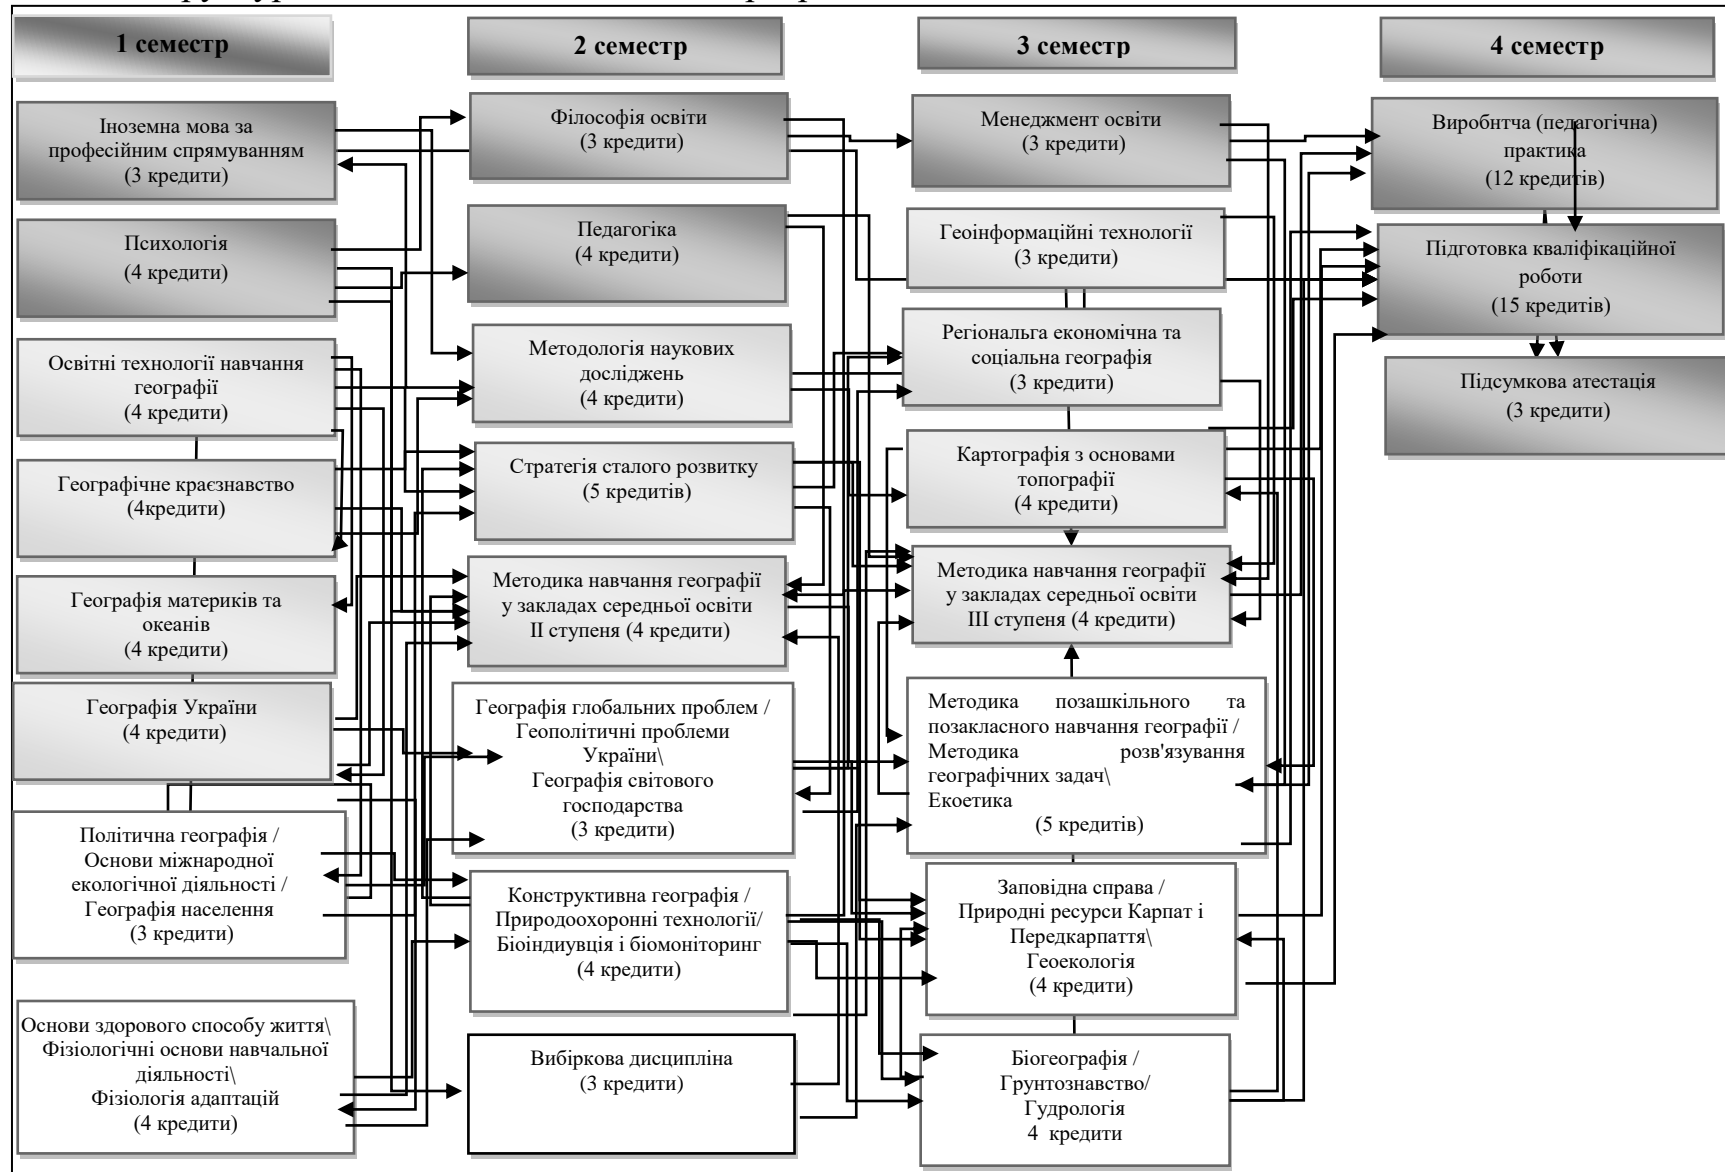 1 семестр
2 семестр
3 семестр
4 семестр
Іноземна мова за
професійним спрямуванням
(3 кредити)
Психологія
(4 кредити)
Освітні технології навчання
географії
(4 кредити)
Географічне краєзнавство
(4кредити)
Географія материків та
океанів
(4 кредити)
Географія України
(4 кредити)
Політична географія /
Основи міжнародної
екологічної діяльності /
Географія населення
(3 кредити)
Основи здорового способу життя\
Фізіологічні основи навчальної
діяльності\
Фізіологія адаптацій
(4 кредити)
Філософія освіти
(3 кредити)
Педагогіка
(4 кредити)
Методологія наукових
досліджень
(4 кредити)
Стратегія сталого розвитку
(5 кредитів)
Методика навчання географії
у закладах середньої освіти
ІІ ступеня (4 кредити)
Географія глобальних проблем /
Геополітичні проблеми
України\
Географія світового
господарства
(3 кредити)
Конструктивна географія /
Природоохоронні технології/
Біоіндиувція і біомоніторинг
(4 кредити)
Вибіркова дисципліна
(3 кредити)
Менеджмент освіти
(3 кредити)
Геоінформаційні технології
(3 кредити)
Регіональга економічна та
соціальна географія
(3 кредити)
Картографія з основами
топографії
(4 кредити)
Методика навчання географії
у закладах середньої освіти
ІІІ ступеня (4 кредити)
Методика позашкільного та
позакласного навчання географії /
Методика розв'язування
географічних задач\
Екоетика
(5 кредитів)
Заповідна справа /
Природні ресурси Карпат і
Передкарпаття\
Геоекологія
(4 кредити)
Біогеографія /
Грунтознавство/
Гудрологія
4 кредити
Виробнтча (педагогічна)
практика
(12 кредитів)
Підготовка кваліфікаційної
роботи
(15 кредитів)
Підсумкова атестація
(3 кредити)